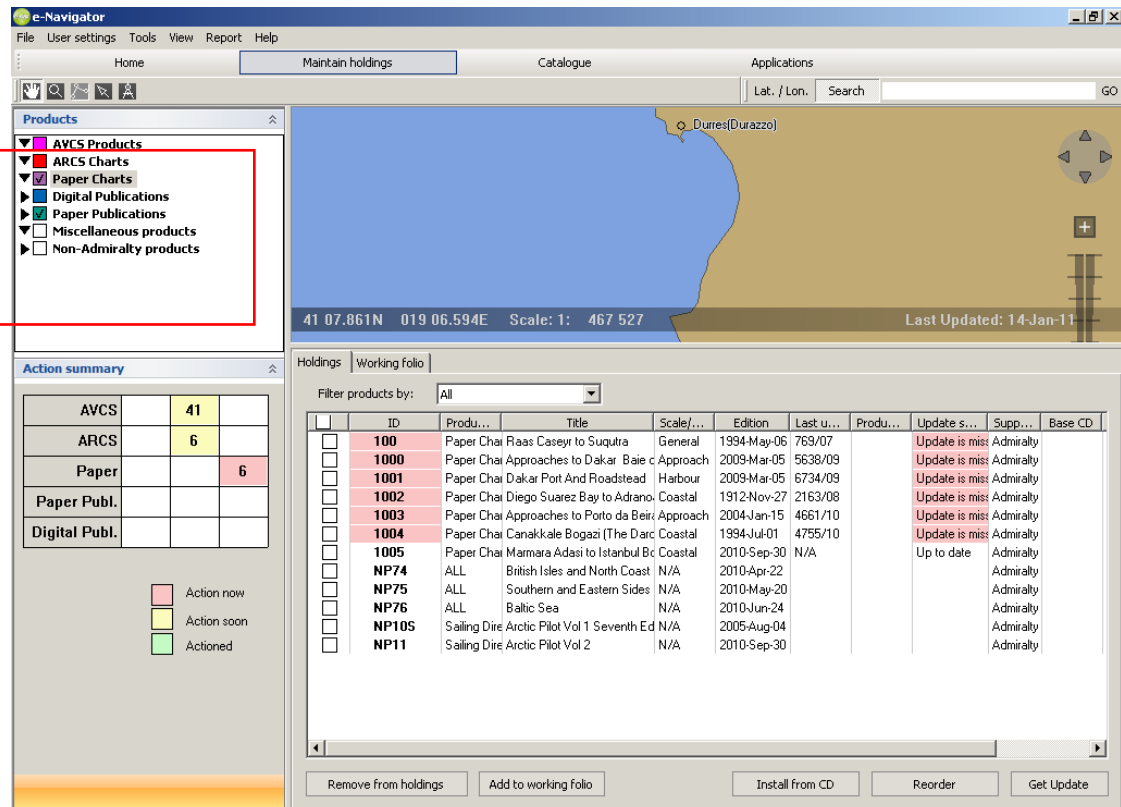 e-Navigator
File User settings Tools View Report Help
Home Maintain holdings Catalogue Applications
Lat. / Lon. Search GO
Products
AVCS Products
ARCS Charts
Paper Charts
Digital Publications
Paper Publications
Miscellaneous products
Non-Admiralty products
Durres(Durazzo)
41 07.861N 019 06.594E Scale: 1: 467 527 Last Updated: 14-Jan-11
Action summary
AVCS 41
ARCS 6
Paper 6
Paper Publ.
Digital Publ.
Action now
Action soon
Actioned
Holdings Working folio
Filter products by: All
ID Produ... Title Scale/... Edition Last u... Produ... Update s... Supp... Base CD
100 Paper Char Raas Caseyr to Suqutra General 1994-May-06 769/07 Update is miss Admiralty
1000 Paper Char Approaches to Dakar Baie d Approach 2009-Mar-05 5638/09 Update is miss Admiralty
1001 Paper Char Dakar Port And Roadstead Harbour 2009-Mar-05 6734/09 Update is miss Admiralty
1002 Paper Char Diego Suarez Bay to Adrano. Coastal 1912-Nov-27 2163/08 Update is miss Admiralty
1003 Paper Char Approaches to Porto da Beira Approach 2004-Jan-15 4661/10 Update is miss Admiralty
1004 Paper Char Canakkale Bogazi (The Dard Coastal 1994-Jul-01 4755/10 Update is miss Admiralty
1005 Paper Char Marmara Adasi to Istanbul Bo Coastal 2010-Sep-30 N/A Up to date Admiralty
NP74 ALL British Isles and North Coast N/A 2010-Apr-22 Admiralty
NP75 ALL Southern and Eastern Sides N/A 2010-May-20 Admiralty
NP76 ALL Baltic Sea N/A 2010-Jun-24 Admiralty
NP10S Sailing Dire Arctic Pilot Vol 1 Seventh Ed N/A 2005-Aug-04 Admiralty
NP11 Sailing Dire Arctic Pilot Vol 2 N/A 2010-Sep-30 Admiralty
Remove from holdings Add to working folio Install from CD Reorder Get Update